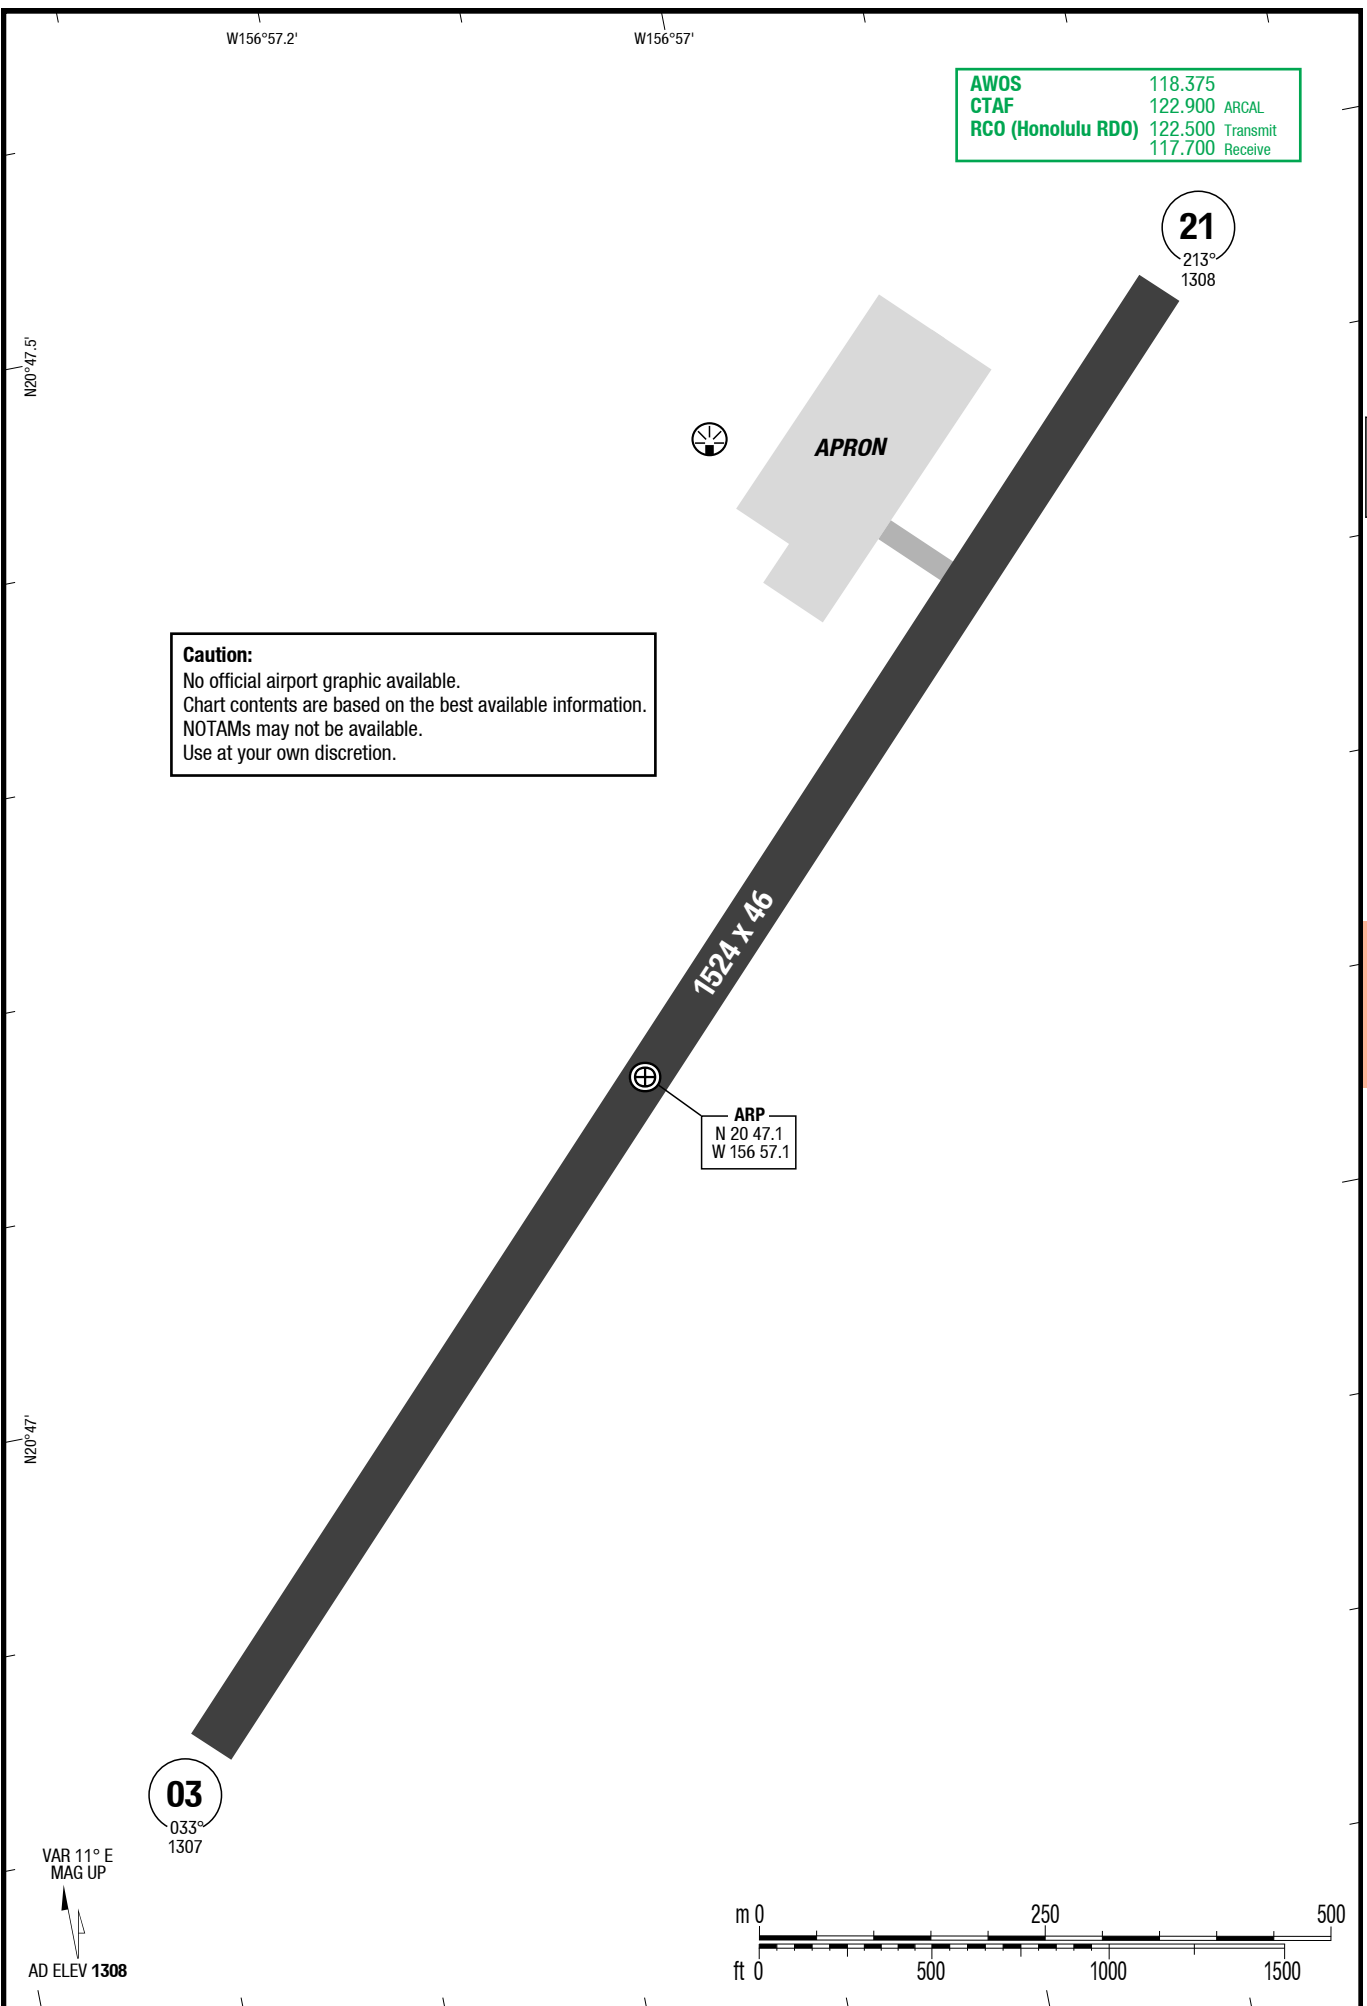 W156°57.2'
W156°57'
AWOS 118.375
CTAF 122.900 ARCAL
RCO (Honolulu RDO) 122.500 Transmit
117.700 Receive
21
213°
1308
N20°47.5'
APRON
Caution:
No official airport graphic available.
Chart contents are based on the best available information.
NOTAMs may not be available.
Use at your own discretion.
1524 x 46
ARP
N 20 47.1
W 156 57.1
N20°47'
03
033°
1307
VAR 11° E
MAG UP
AD ELEV 1308
m 0 250 500
ft 0 500 1000 1500